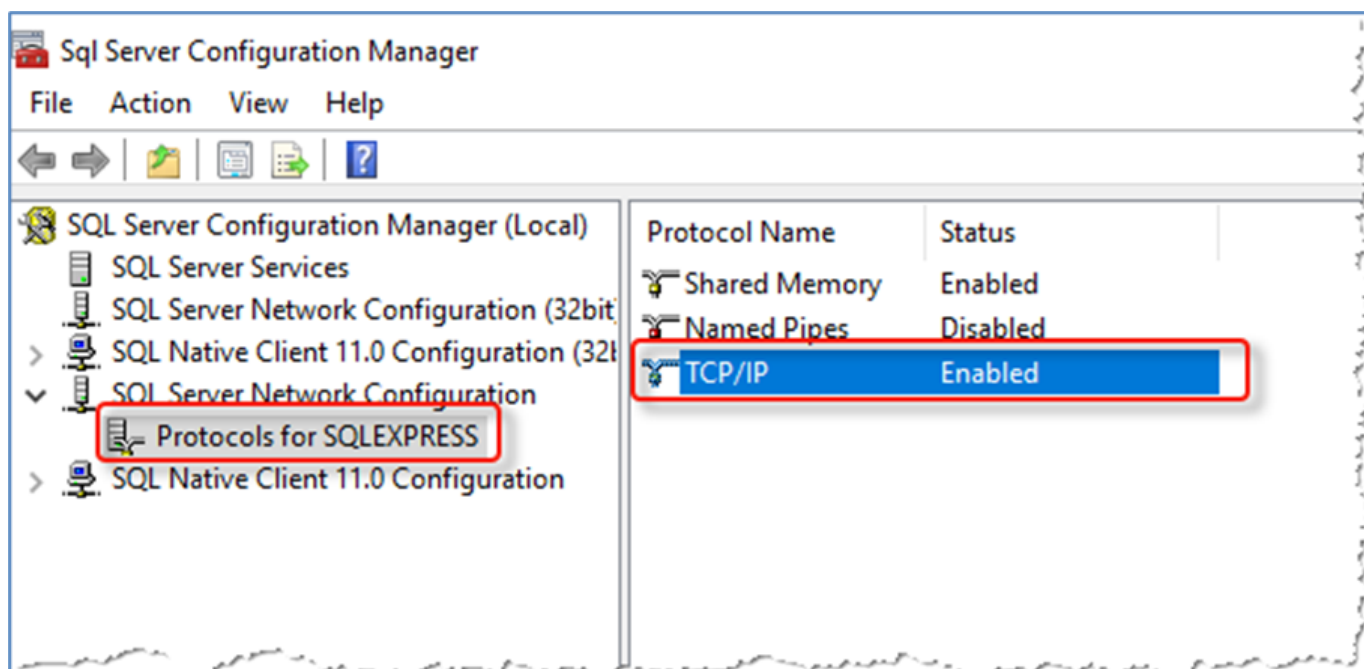 Sql Server Configuration Manager
File Action View Help
SQL Server Configuration Manager (Local)
SQL Server Services
SQL Server Network Configuration (32bit
SQL Native Client 11.0 Configuration (32b
SQL Server Network Configuration
Protocols for SQLEXPRESS
SQL Native Client 11.0 Configuration
Protocol Name Status
Shared Memory Enabled
Named Pipes Disabled
TCP/IP Enabled